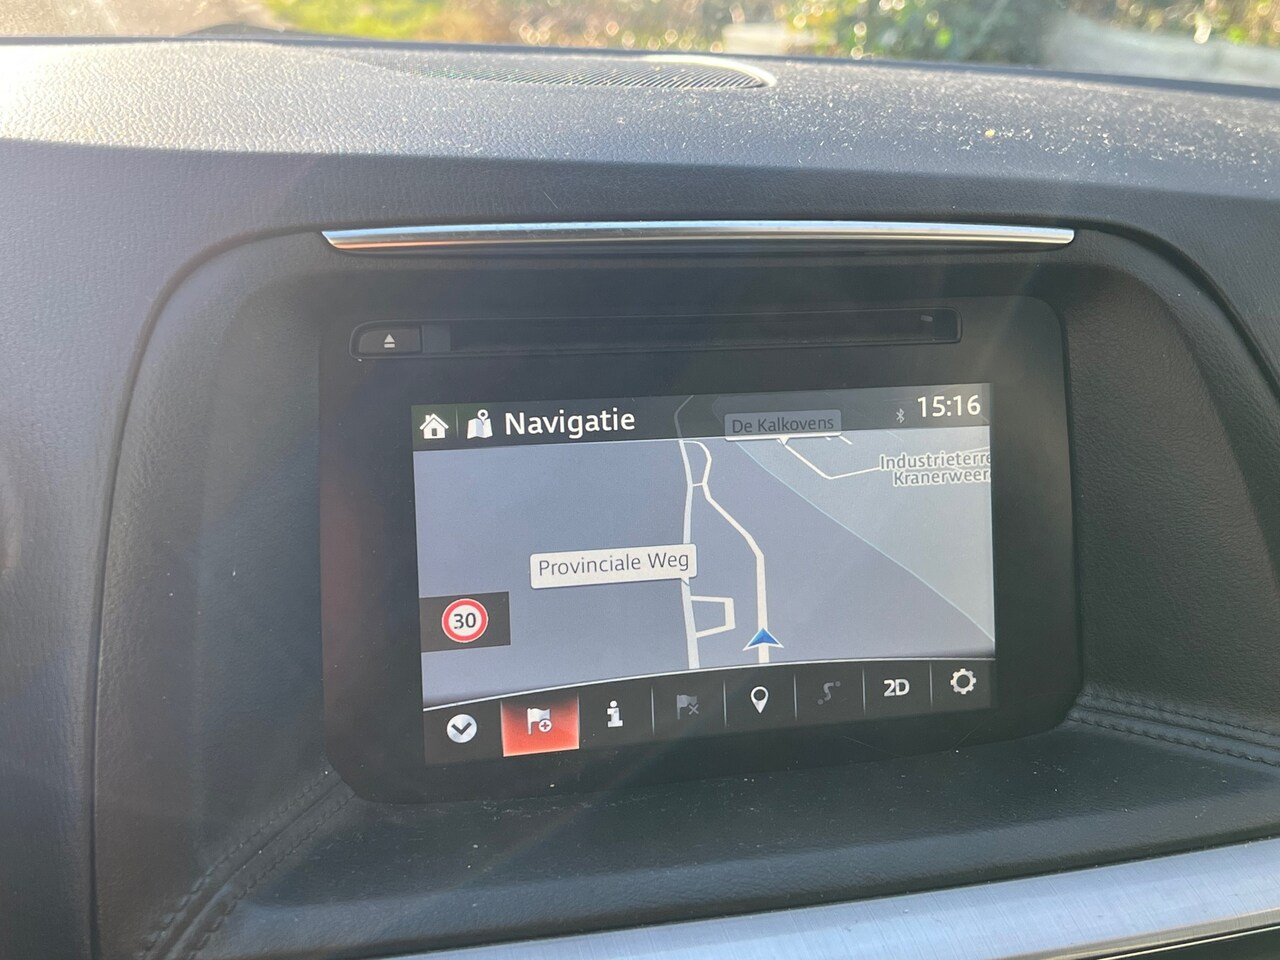 Navigatie
De Kalkovens
15:16
Industrieterre
Kranerweer
Provinciale Weg
30
2D